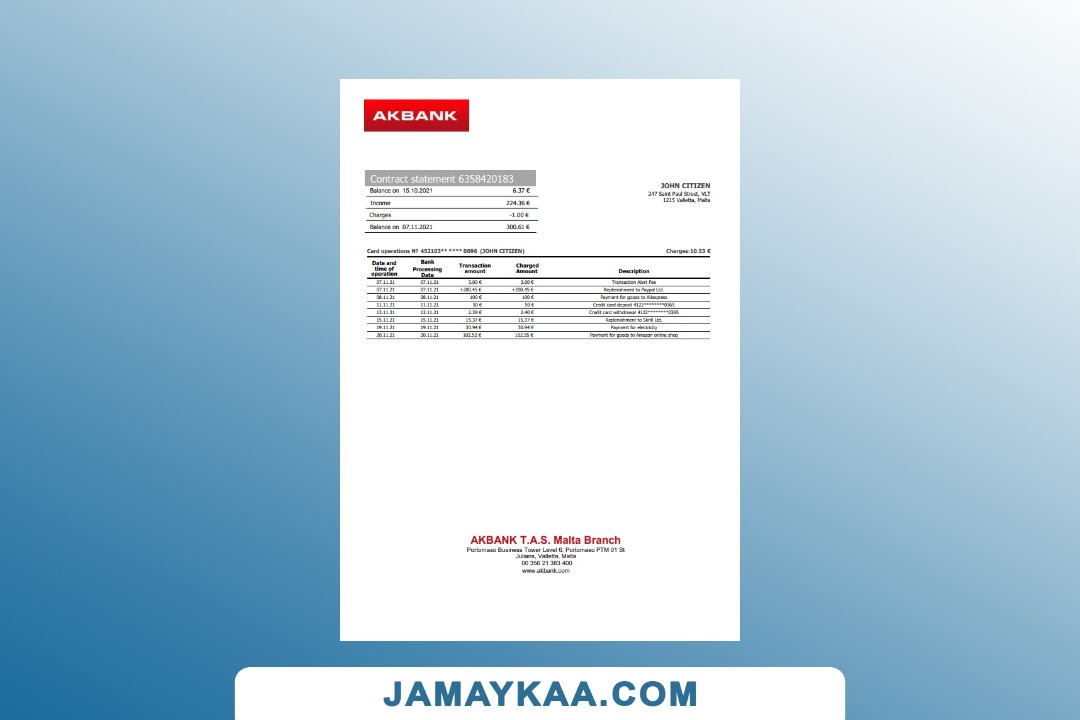 AKBANK
Contract statement 6358420183
Balance on 15.10.2021 6.37 €
Income 224.36 €
Charges -1.00 €
Balance on 07.11.2021 300.61 €
JOHN CITIZEN
247 Saint Paul Street, VLT
1215 Valletta, Malta
Card operations № 452103** **** 0096 (JOHN CITIZEN) Charges:10.53 €
Date and time of operation Bank Processing Date Transaction amount Charged Amount Description
07.11.21 07.11.21 3.00 € 3.00 € Transaction Alert Fee
07.11.21 07.11.21 +200.45 € +200.45 € Replenishment to Paypal Ltd.
08.11.21 08.11.21 100 € 100 € Payment for goods to Aliexpress
11.11.21 11.11.21 50 € 50 € Credit card deposit 4122********0365
13.11.21 13.11.21 2.38 € 2.40 € Credit card withdrawal 4122********0365
15.11.21 15.11.21 15.37 € 15.37 € Replenishment to Skrill Ltd.
19.11.21 19.11.21 30.94 € 30.94 € Payment for electricity
20.11.21 20.11.21 102.52 € 102.55 € Payment for goods to Amazon online shop
AKBANK T.A.S. Malta Branch
Portomaso Business Tower Level 6, Portomaso PTM 01 St
Julians, Valletta, Malta
00 356 21 383 400
www.akbank.com
JAMAYKAA.COM